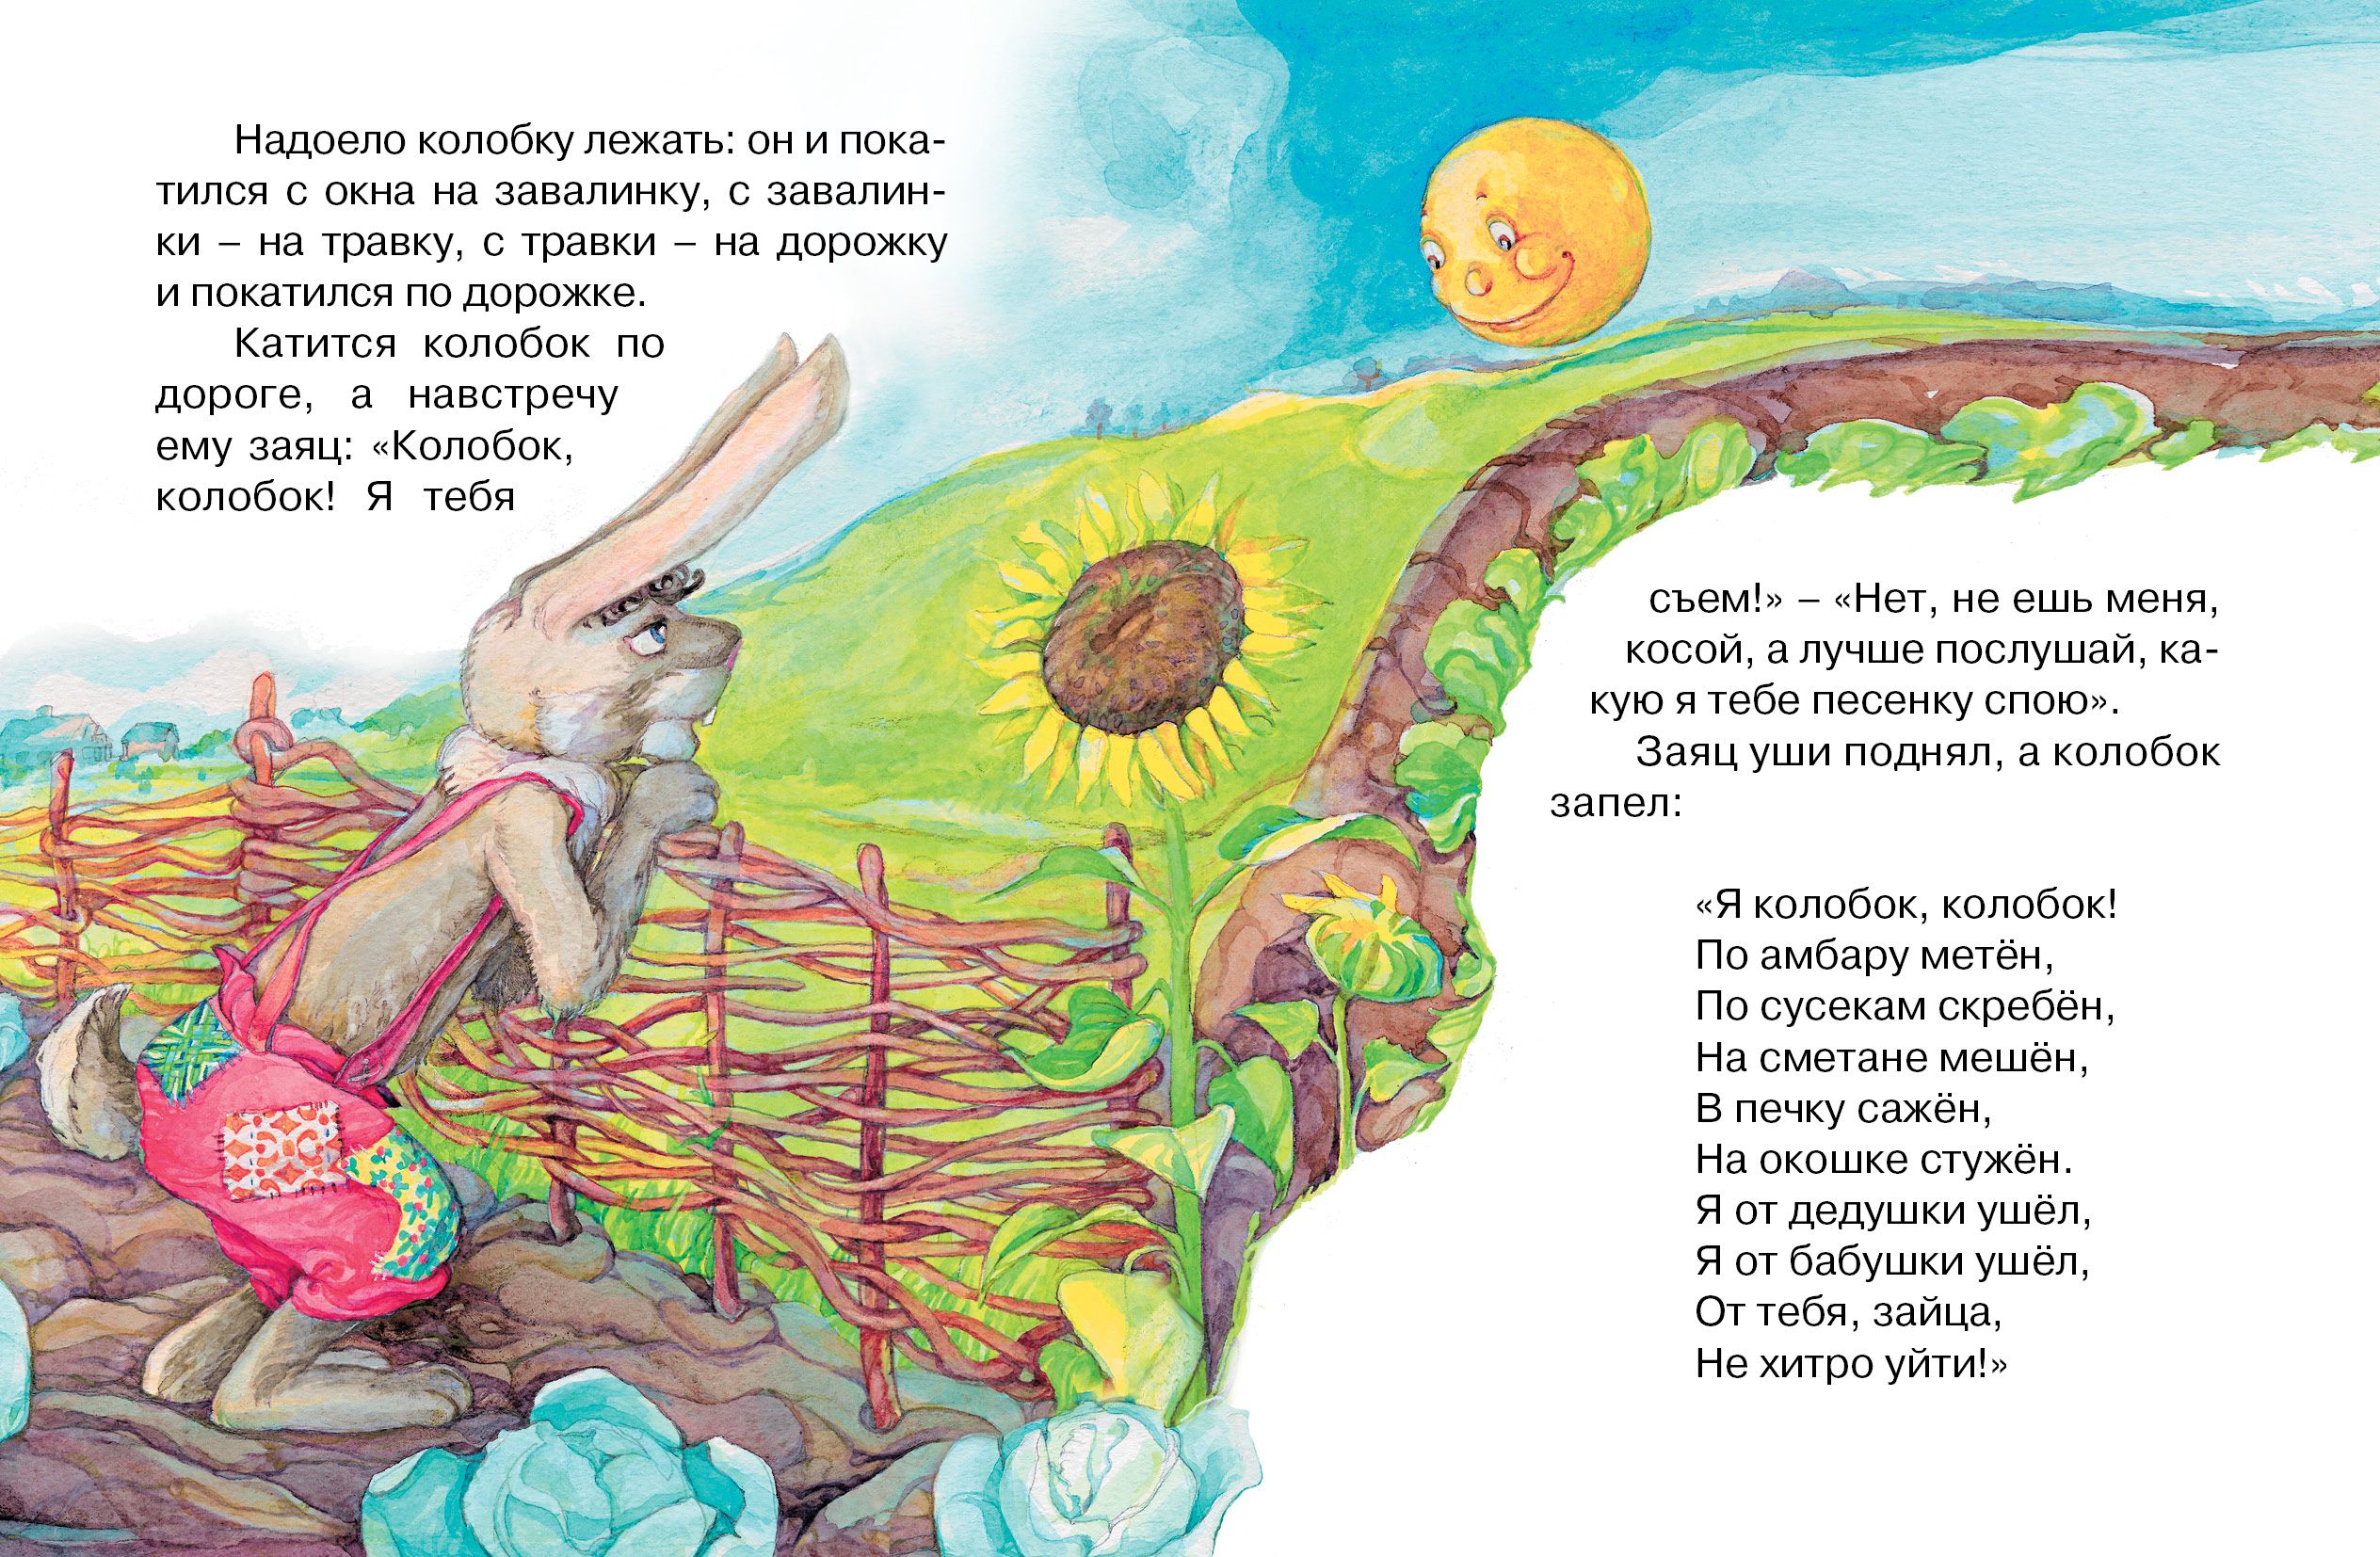 Надоело колобку лежать: он и пока-
тился с окна на завалинку, с завалин-
ки – на травку, с травки – на дорожку
и покатился по дорожке.
Катится колобок по
дороге, а навстречу
ему заяц: «Колобок,
колобок! Я тебя
съем!» – «Нет, не ешь меня,
косой, а лучше послушай, ка-
кую я тебе песенку спою».
Заяц уши поднял, а колобок
запел:
«Я колобок, колобок!
По амбару метён,
По сусекам скребён,
На сметане мешён,
В печку сажён,
На окошке стужён.
Я от дедушки ушёл,
Я от бабушки ушёл,
От тебя, зайца,
Не хитро уйти!»